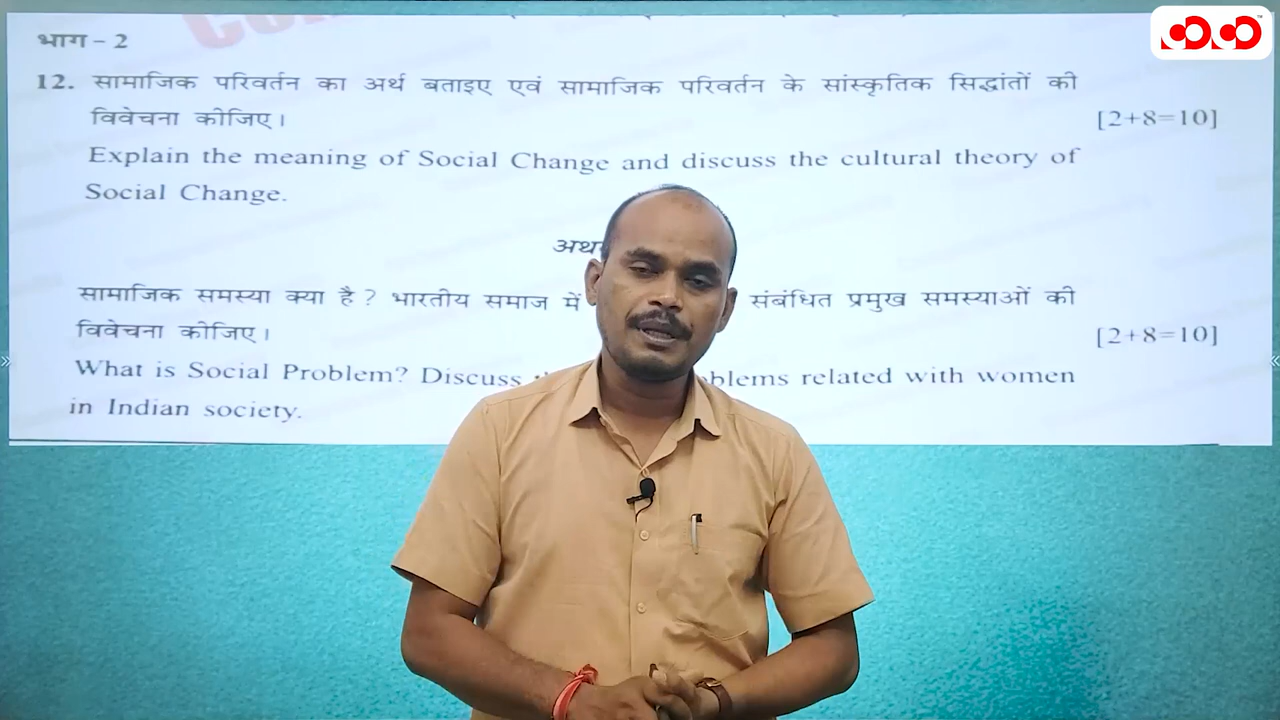 भाग – 2
12. सामाजिक परिवर्तन का अर्थ बताइए एवं सामाजिक परिवर्तन के सांस्कृतिक सिद्धांतों की
विवेचना कीजिए। [2+8=10]
Explain the meaning of Social Change and discuss the cultural theory of
Social Change.
सामाजिक समस्या क्या है? भारतीय समाज में संबंधित प्रमुख समस्याओं की
विवेचना कीजिए। [2+8=10]
What is Social Problem? Discuss related with women
in Indian society.